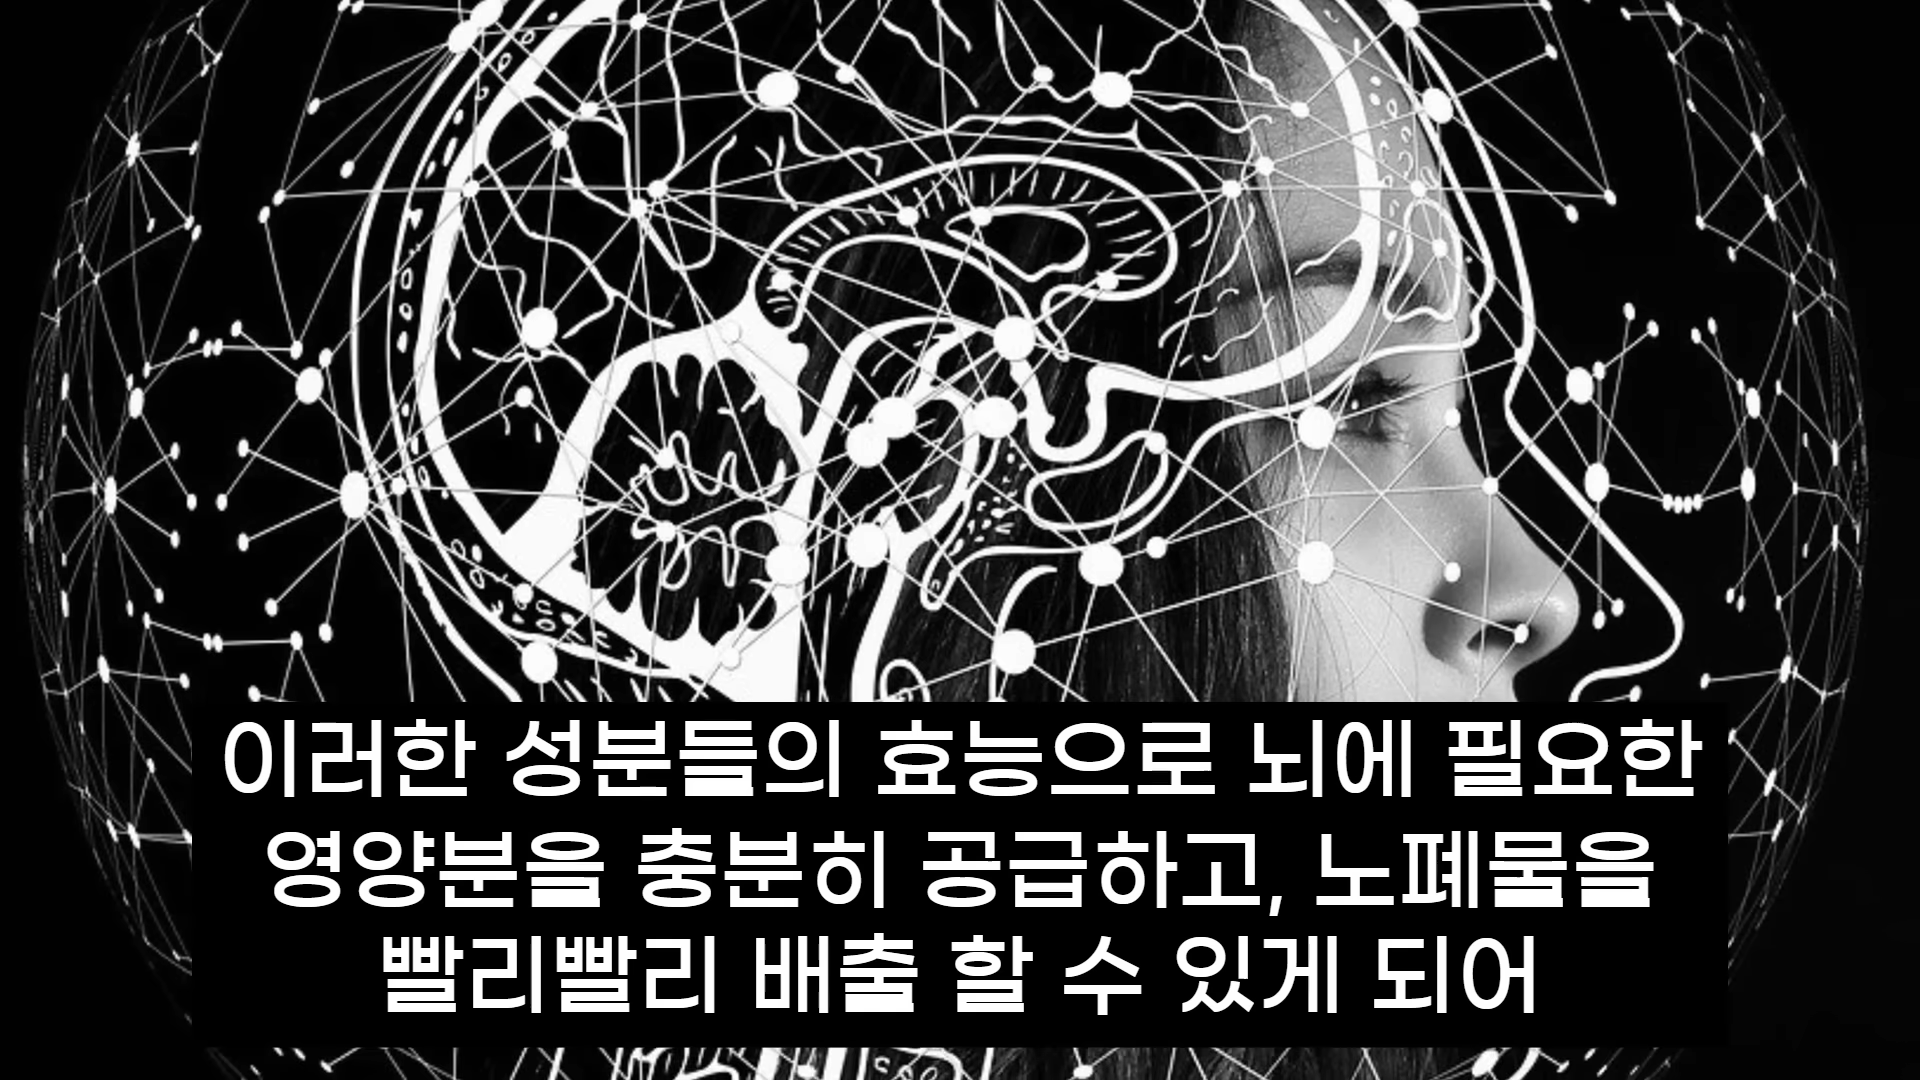 이러한 성분들의 효능으로 뇌에 필요한
영양분을 충분히 공급하고, 노폐물을
빨리빨리 배출 할 수 있게 되어